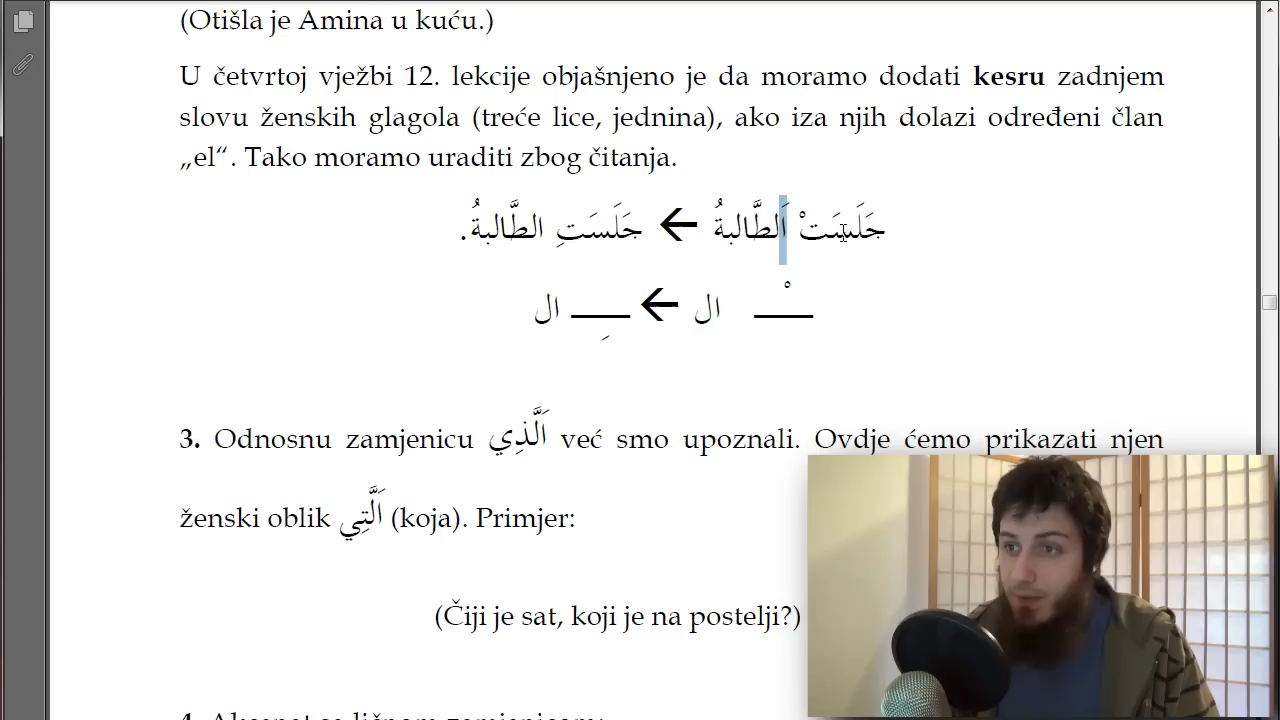 (Otišla je Amina u kuću.)
U četvrtoj vježbi 12. lekcije objašnjeno je da moramo dodati kesru zadnjem
slovu ženskih glagola (treće lice, jednina), ako iza njih dolazi određeni član
„el“. Tako moramo uraditi zbog čitanja.
جَلَسَتْ اَلطَّالبةُ ← جَلَسَتِ الطَّالبةُ.
ـْـ ال ← ـِـ ال
3. Odnosnu zamjenicu اَلَّذِي već smo upoznali. Ovdje ćemo prikazati njen
ženski oblik اَلَّتِي (koja). Primjer:
(Čiji je sat, koji je na postelji?)